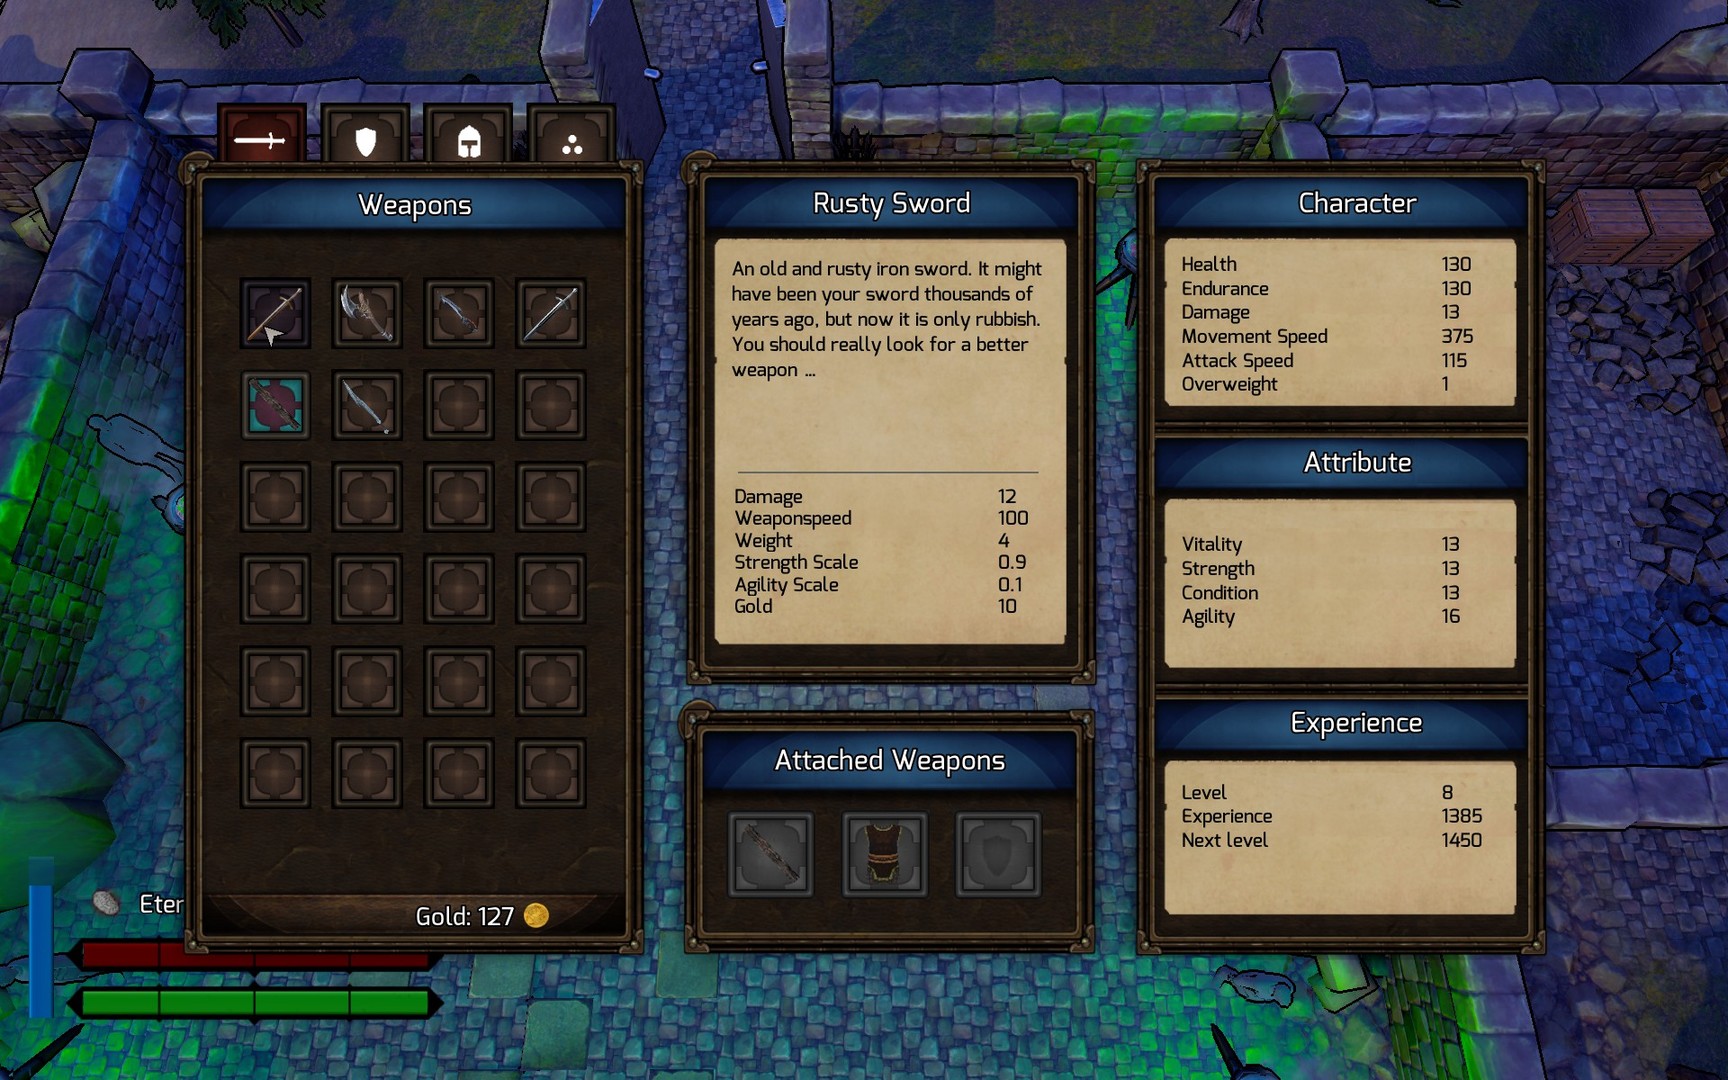 Weapons
Gold: 127
Eter
Rusty Sword
An old and rusty iron sword. It might
have been your sword thousands of
years ago, but now it is only rubbish.
You should really look for a better
weapon ...
Damage 12
Weaponspeed 100
Weight 4
Strength Scale 0.9
Agility Scale 0.1
Gold 10
Attached Weapons
Character
Health 130
Endurance 130
Damage 13
Movement Speed 375
Attack Speed 115
Overweight 1
Attribute
Vitality 13
Strength 13
Condition 13
Agility 16
Experience
Level 8
Experience 1385
Next level 1450